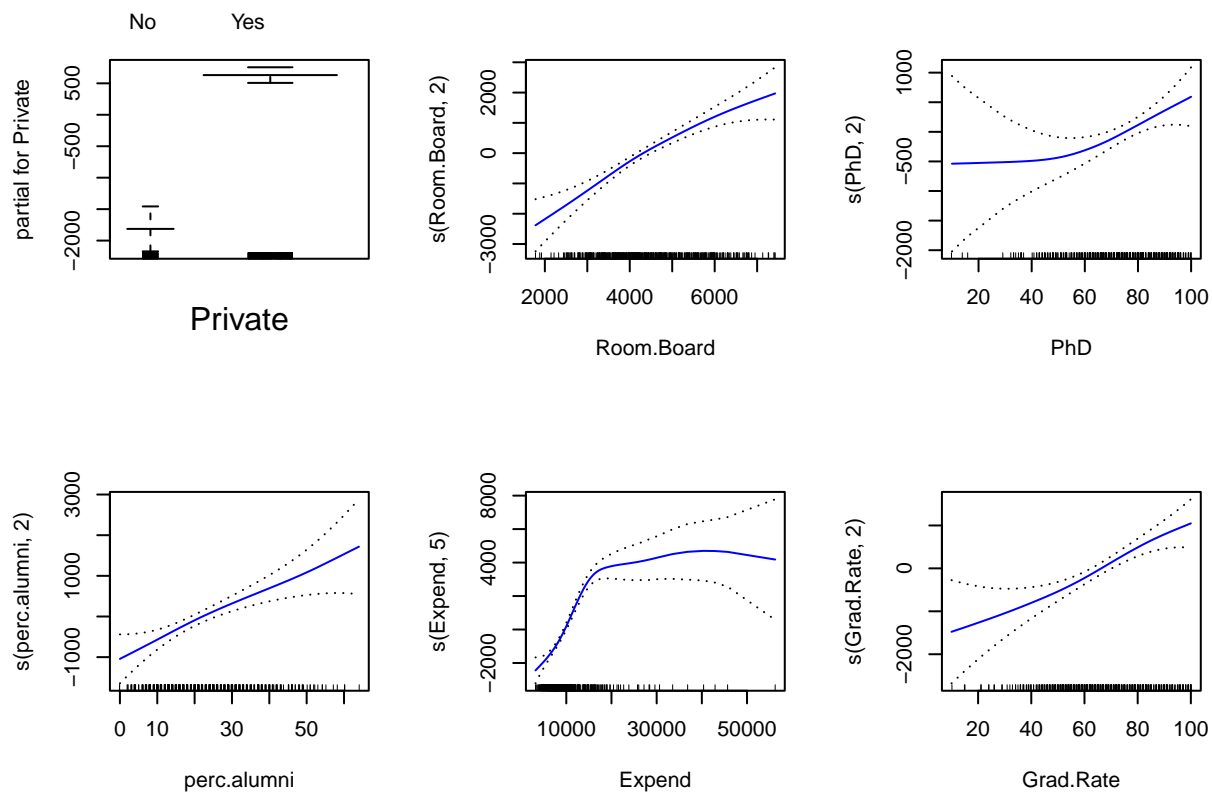 No Yes
partial for Private
500
−500
−2000
Private
s(Room.Board, 2)
2000
0
−3000
2000 4000 6000
Room.Board
s(PhD, 2)
1000
−500
−2000
20 40 60 80 100
PhD
s(perc.alumni, 2)
3000
1000
−1000
0 10 30 50
perc.alumni
s(Expend, 5)
8000
4000
−2000
10000 30000 50000
Expend
s(Grad.Rate, 2)
0
−2000
20 40 60 80 100
Grad.Rate